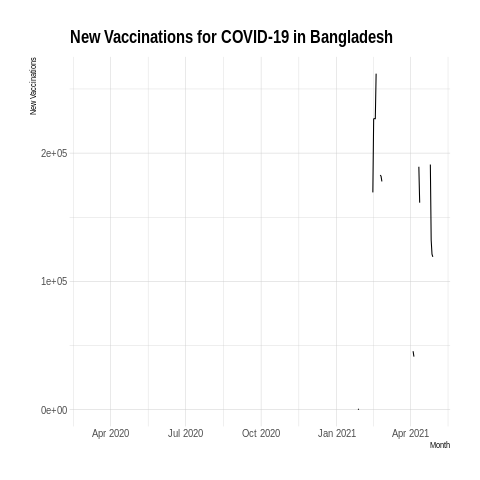 New Vaccinations for COVID-19 in Bangladesh
New Vaccinations
2e+05
1e+05
0e+00
Apr 2020 Jul 2020 Oct 2020 Jan 2021 Apr 2021
Month